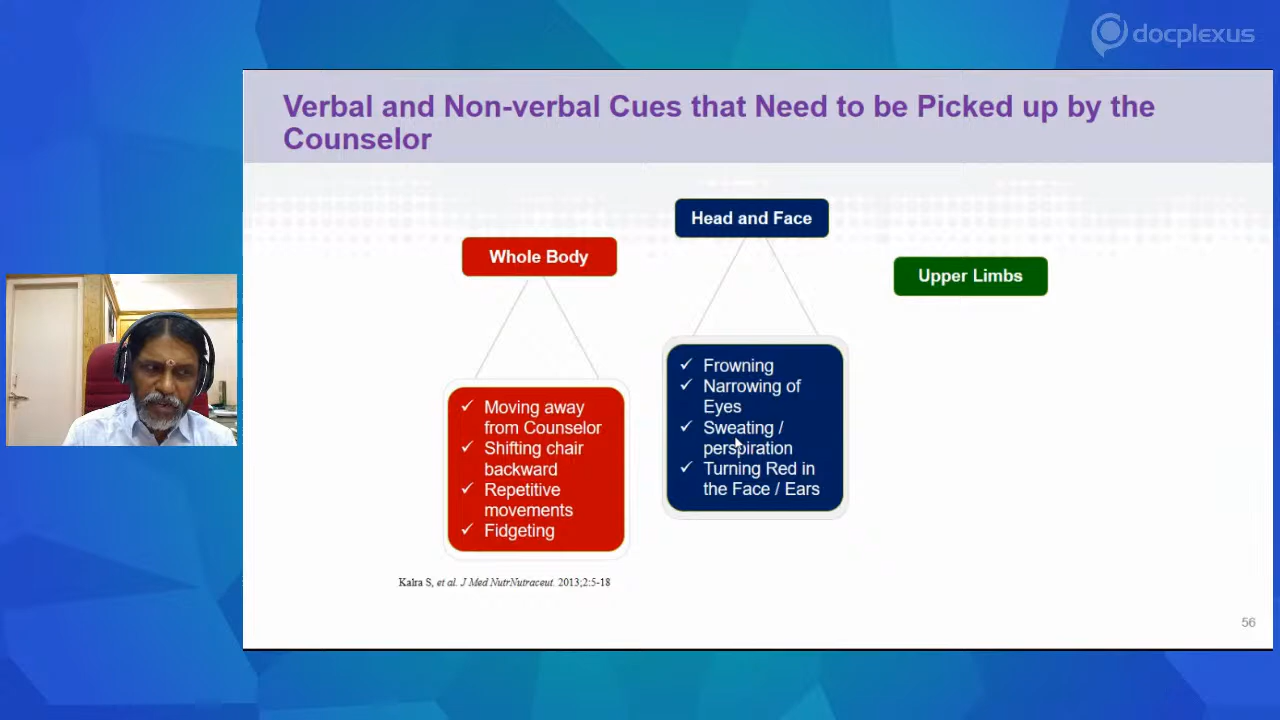 docplexus
Verbal and Non-verbal Cues that Need to be Picked up by the
Counselor
Head and Face
Whole Body
Upper Limbs
Moving away
from Counselor
Shifting chair
backward
Repetitive
movements
Fidgeting
Frowning
Narrowing of
Eyes
Sweating /
perspiration
Turning Red in
the Face / Ears
Kalra S, et al. J Med NutrNutraceut. 2013;2:5-18
56